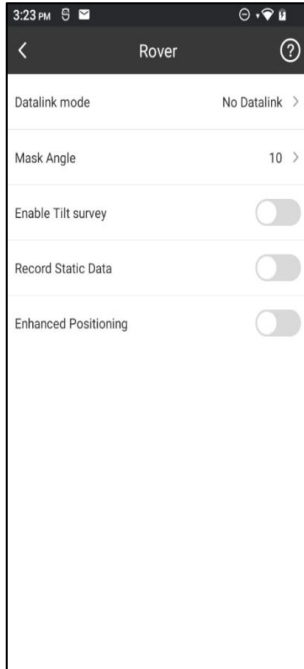 3:23 PM
Rover
Datalink mode No Datalink
Mask Angle 10
Enable Tilt survey
Record Static Data
Enhanced Positioning